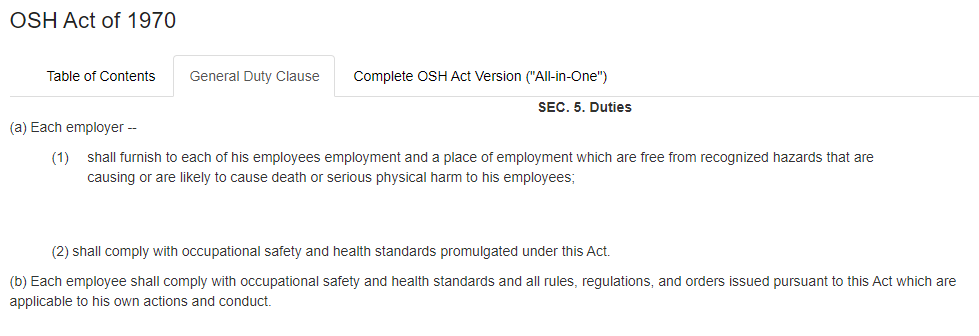 OSH Act of 1970
Table of Contents
General Duty Clause
Complete OSH Act Version ("All-in-One")
SEC. 5. Duties
(a) Each employer --
(1) shall furnish to each of his employees employment and a place of employment which are free from recognized hazards that are
causing or are likely to cause death or serious physical harm to his employees;
(2) shall comply with occupational safety and health standards promulgated under this Act.
(b) Each employee shall comply with occupational safety and health standards and all rules, regulations, and orders issued pursuant to this Act which are
applicable to his own actions and conduct.